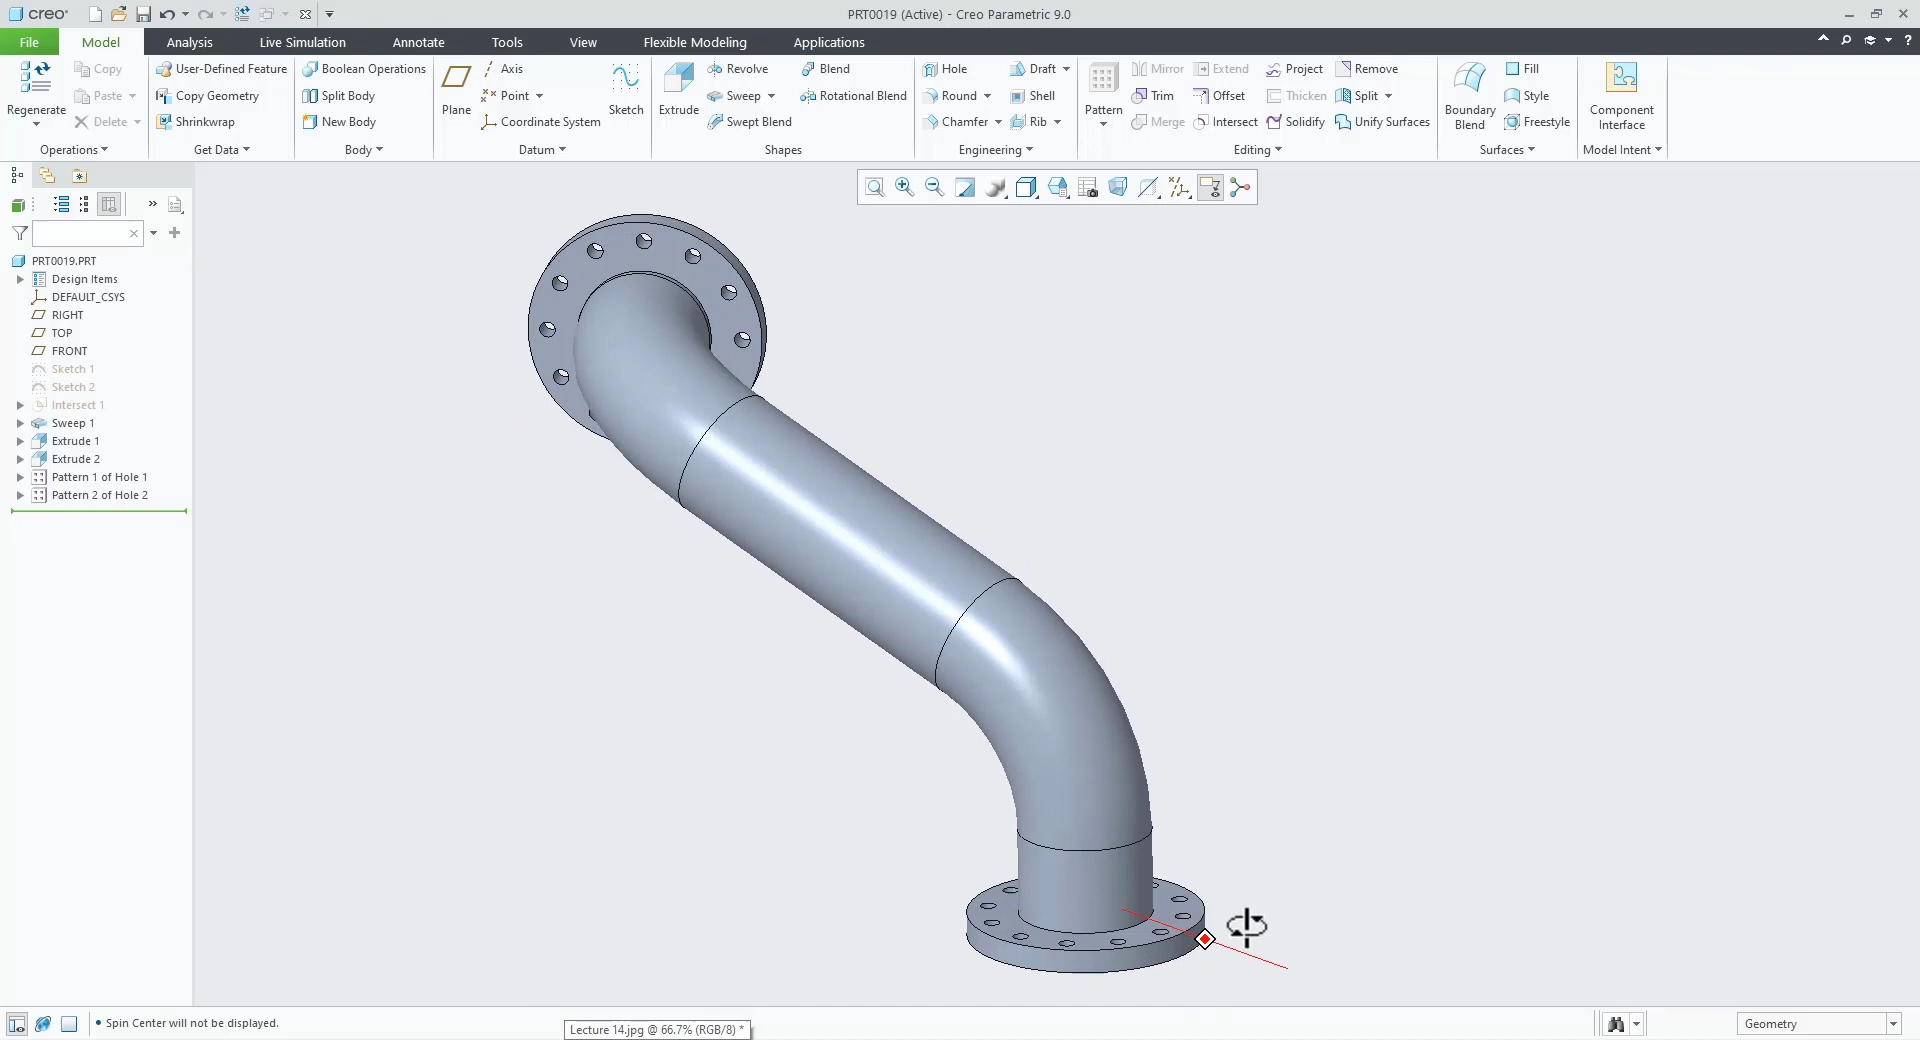 creo®
PRT0019 (Active) - Creo Parametric 9.0
File Model Analysis Live Simulation Annotate Tools View Flexible Modeling Applications
Regenerate
Copy
Paste
Delete
Operations
User-Defined Feature
Copy Geometry
Shrinkwrap
Get Data
Boolean Operations
Split Body
New Body
Body
Plane
Axis
Point
Coordinate System
Sketch
Datum
Extrude
Revolve
Sweep
Swept Blend
Blend
Rotational Blend
Shapes
Hole
Round
Chamfer
Draft
Shell
Rib
Engineering
Pattern
Mirror
Trim
Merge
Extend
Offset
Intersect
Project
Thicken
Solidify
Remove
Split
Unify Surfaces
Editing
Boundary
Blend
Fill
Style
Freestyle
Surfaces
Component
Interface
Model Intent
PRT0019.PRT
Design Items
DEFAULT_CSYS
RIGHT
TOP
FRONT
Sketch 1
Sketch 2
Intersect 1
Sweep 1
Extrude 1
Extrude 2
Pattern 1 of Hole 1
Pattern 2 of Hole 2
• Spin Center will not be displayed.
Lecture 14.jpg @ 66.7% (RGB/8) *
Geometry